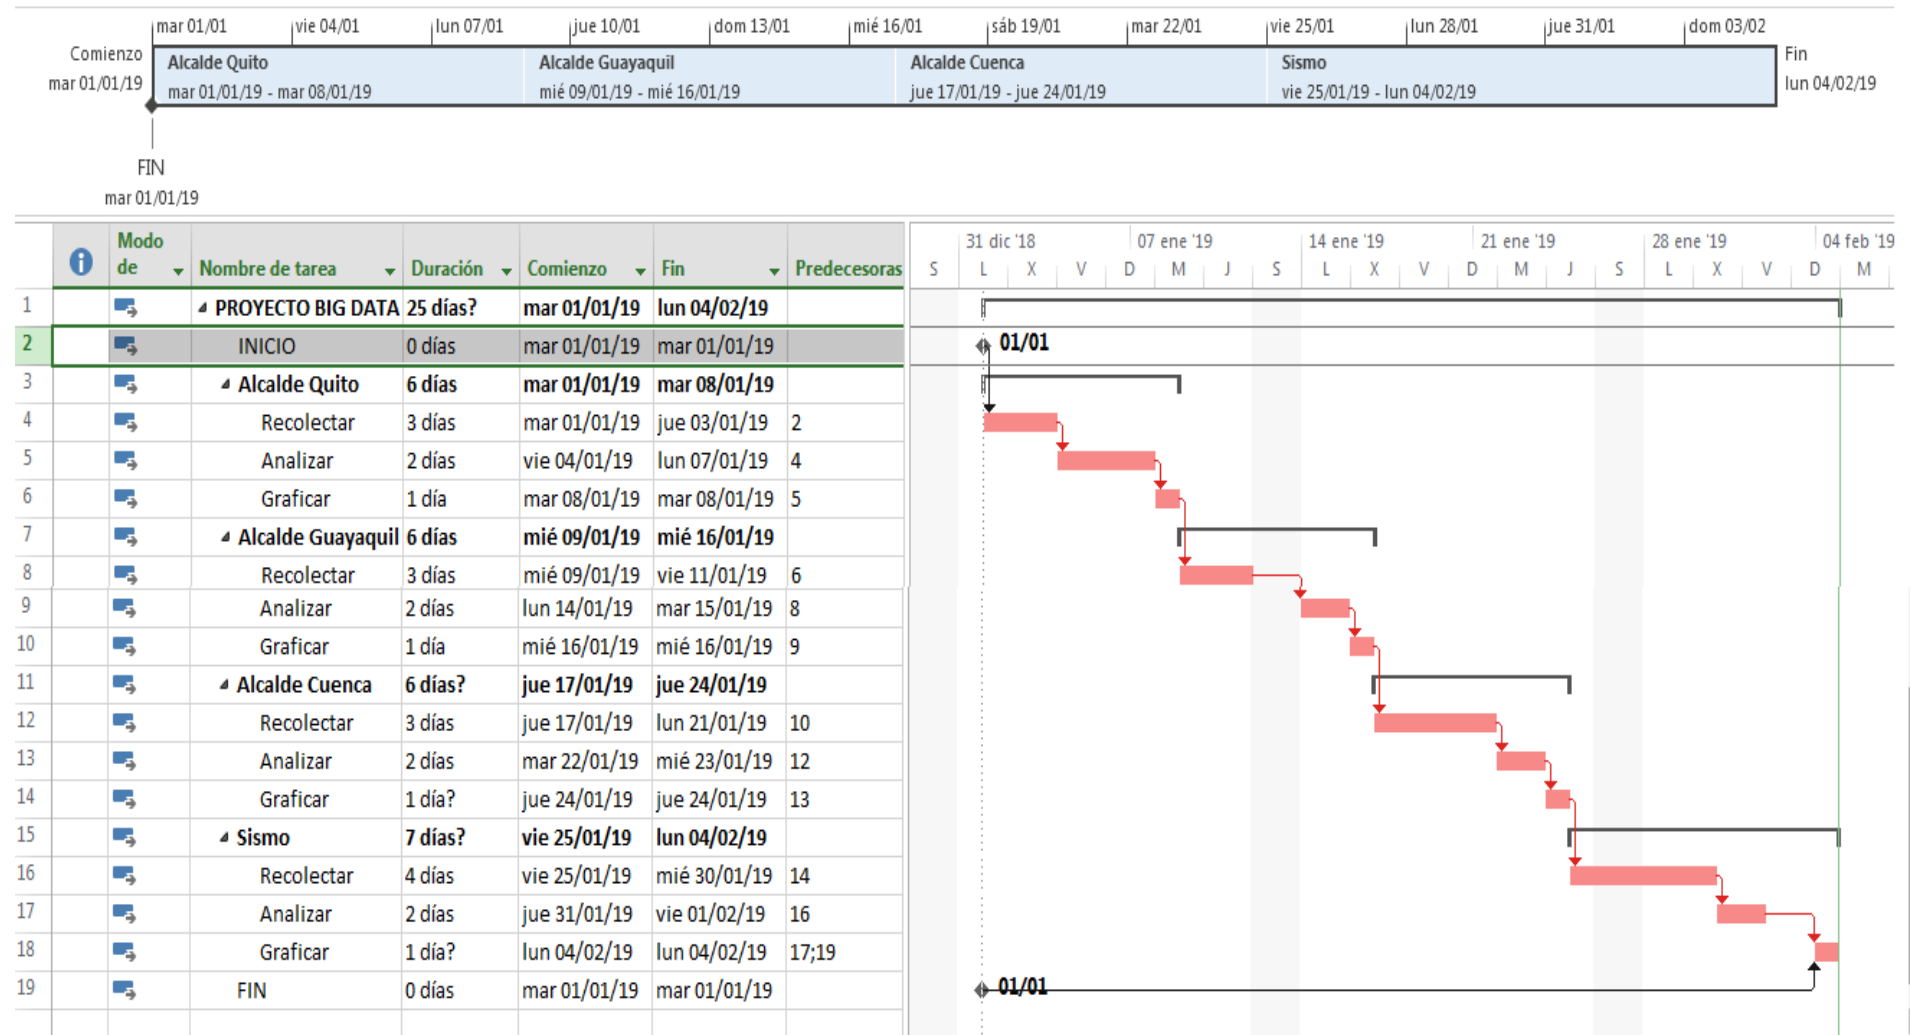 mar 01/01 vie 04/01 lun 07/01 jue 10/01 dom 13/01 mié 16/01 sáb 19/01 mar 22/01 vie 25/01 lun 28/01 jue 31/01 dom 03/02
Comienzo
mar 01/01/19
Alcalde Quito Alcalde Guayaquil Alcalde Cuenca Sismo
mar 01/01/19 - mar 08/01/19 mié 09/01/19 - mié 16/01/19 jue 17/01/19 - jue 24/01/19 vie 25/01/19 - lun 04/02/19
Fin
lun 04/02/19
FIN
mar 01/01/19
Modo de Nombre de tarea Duración Comienzo Fin Predecesoras
31 dic '18 07 ene '19 14 ene '19 21 ene '19 28 ene '19 04 feb '19
S L X V D M J S L X V D M J S L X V D M
1 PROYECTO BIG DATA 25 días? mar 01/01/19 lun 04/02/19
2 INICIO 0 días mar 01/01/19 mar 01/01/19 01/01
3 Alcalde Quito 6 días mar 01/01/19 mar 08/01/19
4 Recolectar 3 días mar 01/01/19 jue 03/01/19 2
5 Analizar 2 días vie 04/01/19 lun 07/01/19 4
6 Graficar 1 día mar 08/01/19 mar 08/01/19 5
7 Alcalde Guayaquil 6 días mié 09/01/19 mié 16/01/19
8 Recolectar 3 días mié 09/01/19 vie 11/01/19 6
9 Analizar 2 días lun 14/01/19 mar 15/01/19 8
10 Graficar 1 día mié 16/01/19 mié 16/01/19 9
11 Alcalde Cuenca 6 días? jue 17/01/19 jue 24/01/19
12 Recolectar 3 días jue 17/01/19 lun 21/01/19 10
13 Analizar 2 días mar 22/01/19 mié 23/01/19 12
14 Graficar 1 día? jue 24/01/19 jue 24/01/19 13
15 Sismo 7 días? vie 25/01/19 lun 04/02/19
16 Recolectar 4 días vie 25/01/19 mié 30/01/19 14
17 Analizar 2 días jue 31/01/19 vie 01/02/19 16
18 Graficar 1 día? lun 04/02/19 lun 04/02/19 17;19
19 FIN 0 días mar 01/01/19 mar 01/01/19 01/01